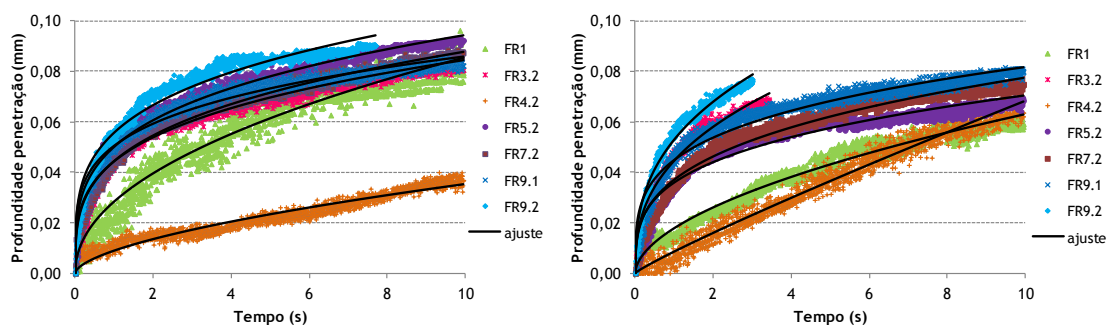 Profundidade penetração (mm)
0,10
0,08
0,06
0,04
0,02
0,00
0
2
4
6
8
10
Tempo (s)
FR1
FR3.2
FR4.2
FR5.2
FR7.2
FR9.1
FR9.2
ajuste
Profundidade penetração (mm)
0,10
0,08
0,06
0,04
0,02
0,00
0
2
4
6
8
10
Tempo (s)
FR1
FR3.2
FR4.2
FR5.2
FR7.2
FR9.1
FR9.2
ajuste